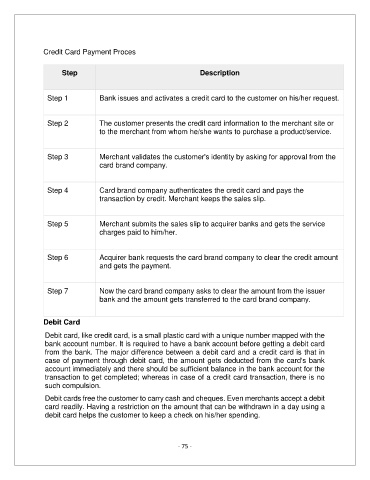 Credit Card Payment Proces
Step Description
Step 1 Bank issues and activates a credit card to the customer on his/her request.
Step 2 The customer presents the credit card information to the merchant site or
to the merchant from whom he/she wants to purchase a product/service.
Step 3 Merchant validates the customer's identity by asking for approval from the
card brand company.
Step 4 Card brand company authenticates the credit card and pays the
transaction by credit. Merchant keeps the sales slip.
Step 5 Merchant submits the sales slip to acquirer banks and gets the service
charges paid to him/her.
Step 6 Acquirer bank requests the card brand company to clear the credit amount
and gets the payment.
Step 7 Now the card brand company asks to clear the amount from the issuer
bank and the amount gets transferred to the card brand company.
Debit Card
Debit card, like credit card, is a small plastic card with a unique number mapped with the
bank account number. It is required to have a bank account before getting a debit card
from the bank. The major difference between a debit card and a credit card is that in
case of payment through debit card, the amount gets deducted from the card's bank
account immediately and there should be sufficient balance in the bank account for the
transaction to get completed; whereas in case of a credit card transaction, there is no
such compulsion.
Debit cards free the customer to carry cash and cheques. Even merchants accept a debit
card readily. Having a restriction on the amount that can be withdrawn in a day using a
debit card helps the customer to keep a check on his/her spending.
- 75 -